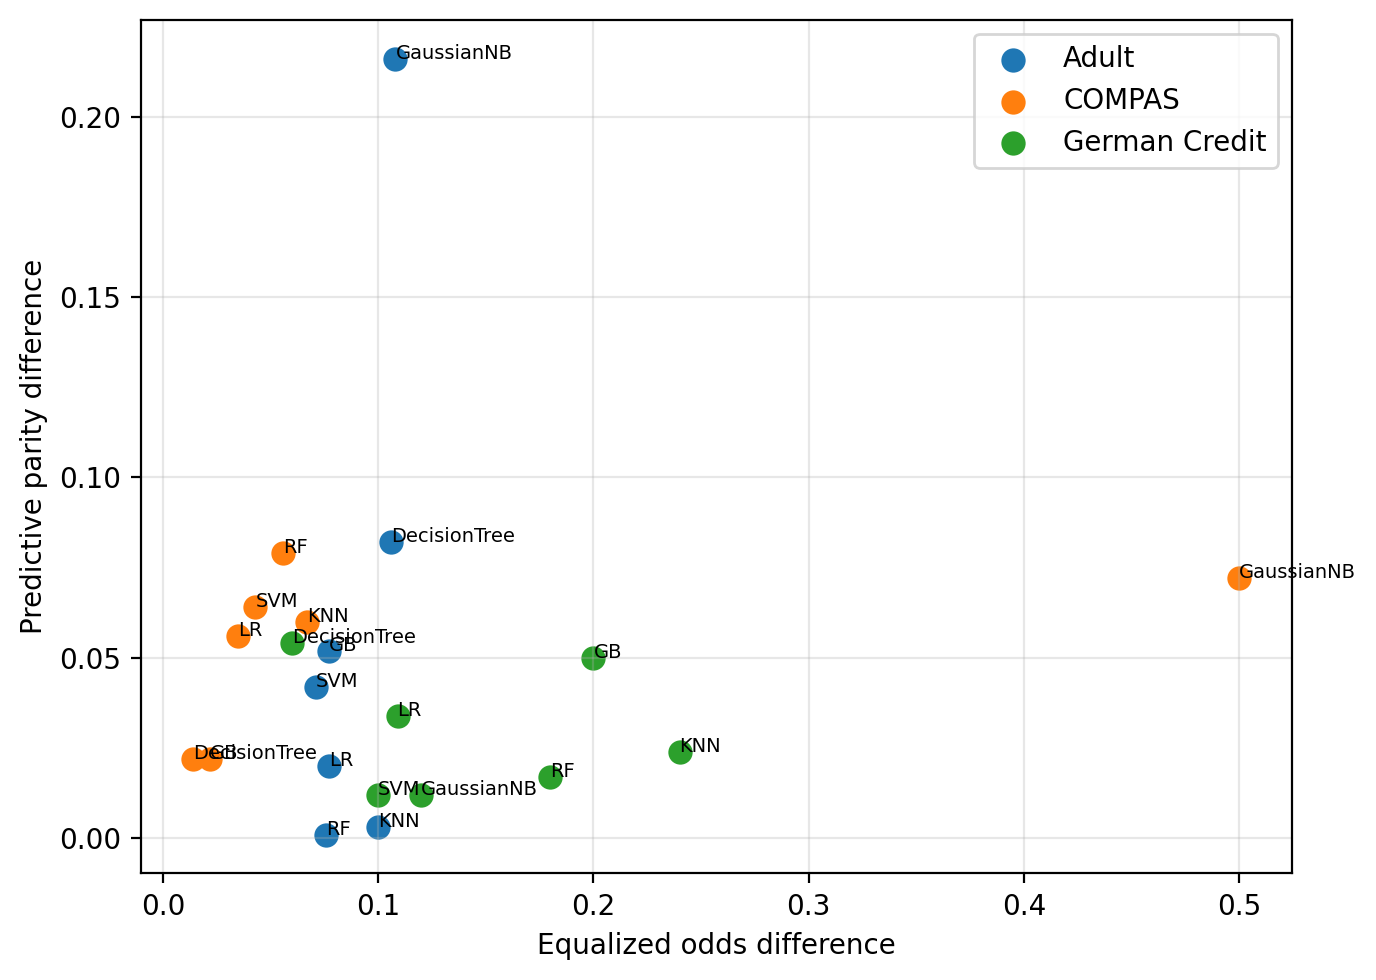 GaussianNB
Adult
COMPAS
German Credit
0.20
0.15
0.10
0.05
0.00
Predictive parity difference
DecisionTree
RF
GaussianNB
SVM
KNN
LR
DecisionTree
GB
GB
SVM
LR
KNN
DecisionTree
GB
LR
RF
SVM
GaussianNB
KNN
RF
0.0
0.1
0.2
0.3
0.4
0.5
Equalized odds difference